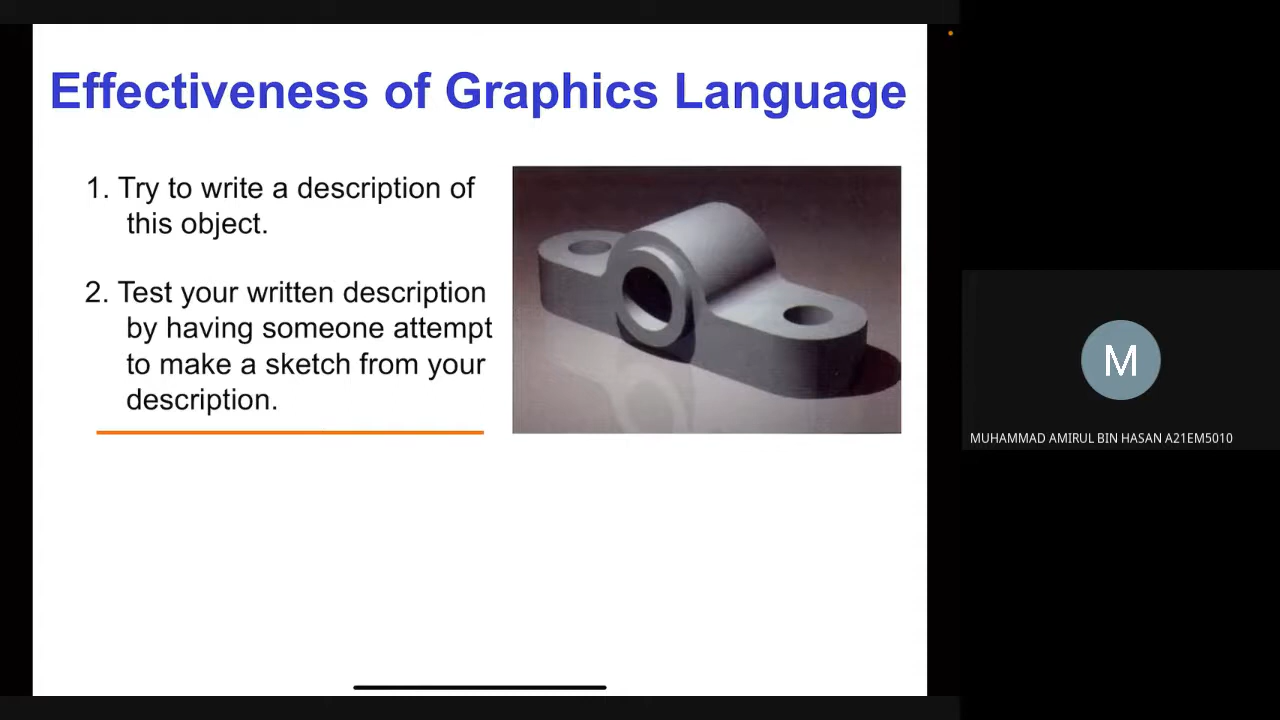 Effectiveness of Graphics Language
1. Try to write a description of
this object.
2. Test your written description
by having someone attempt
to make a sketch from your
description.
M
MUHAMMAD AMIRUL BIN HASAN A21EM5010